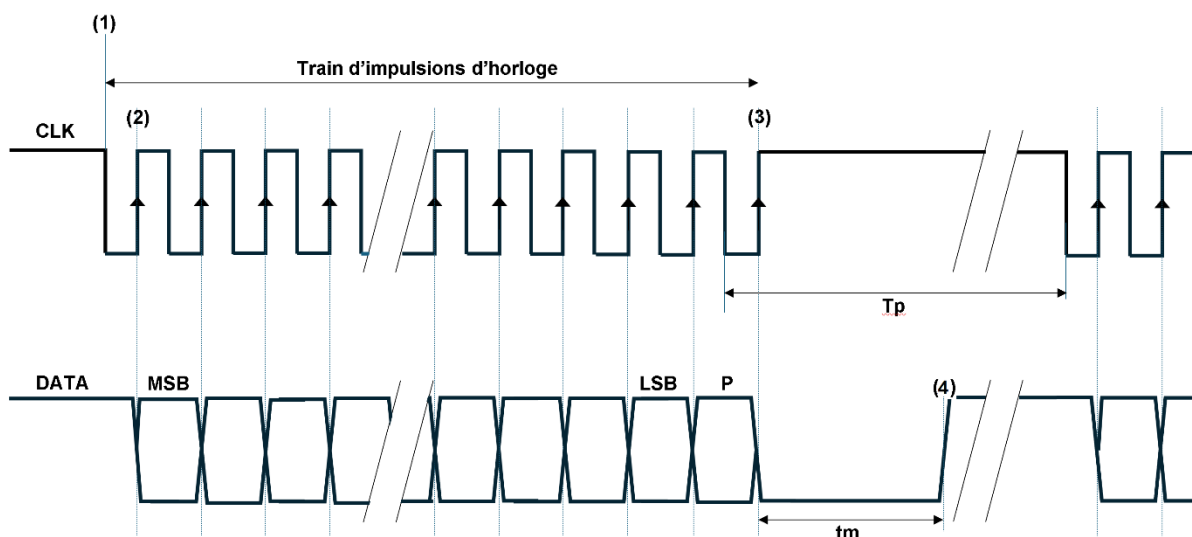 (1)
Train d'impulsions d'horloge
CLK
(2)
(3)
Tp
DATA
MSB
LSB
P
(4)
tm